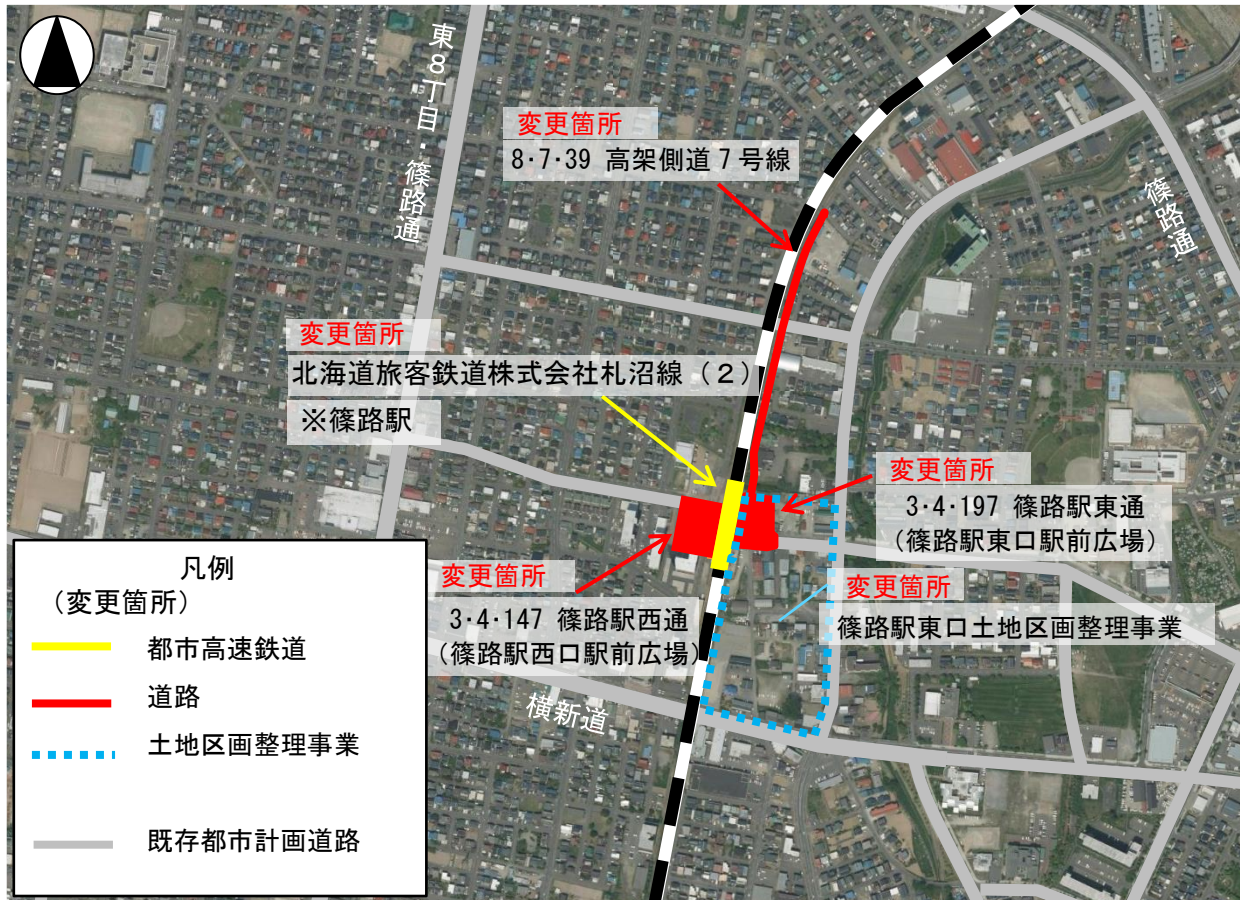 東8丁目・篠路通
変更箇所
8・7・39 高架側道7号線
篠路通
変更箇所
北海道旅客鉄道株式会社札沼線（２）
※篠路駅
変更箇所
3・4・197 篠路駅東通
（篠路駅東口駅前広場）
変更箇所
3・4・147 篠路駅西通
（篠路駅西口駅前広場）
変更箇所
篠路駅東口土地区画整理事業
横新道
凡例
（変更箇所）
都市高速鉄道
道路
土地区画整理事業
既存都市計画道路